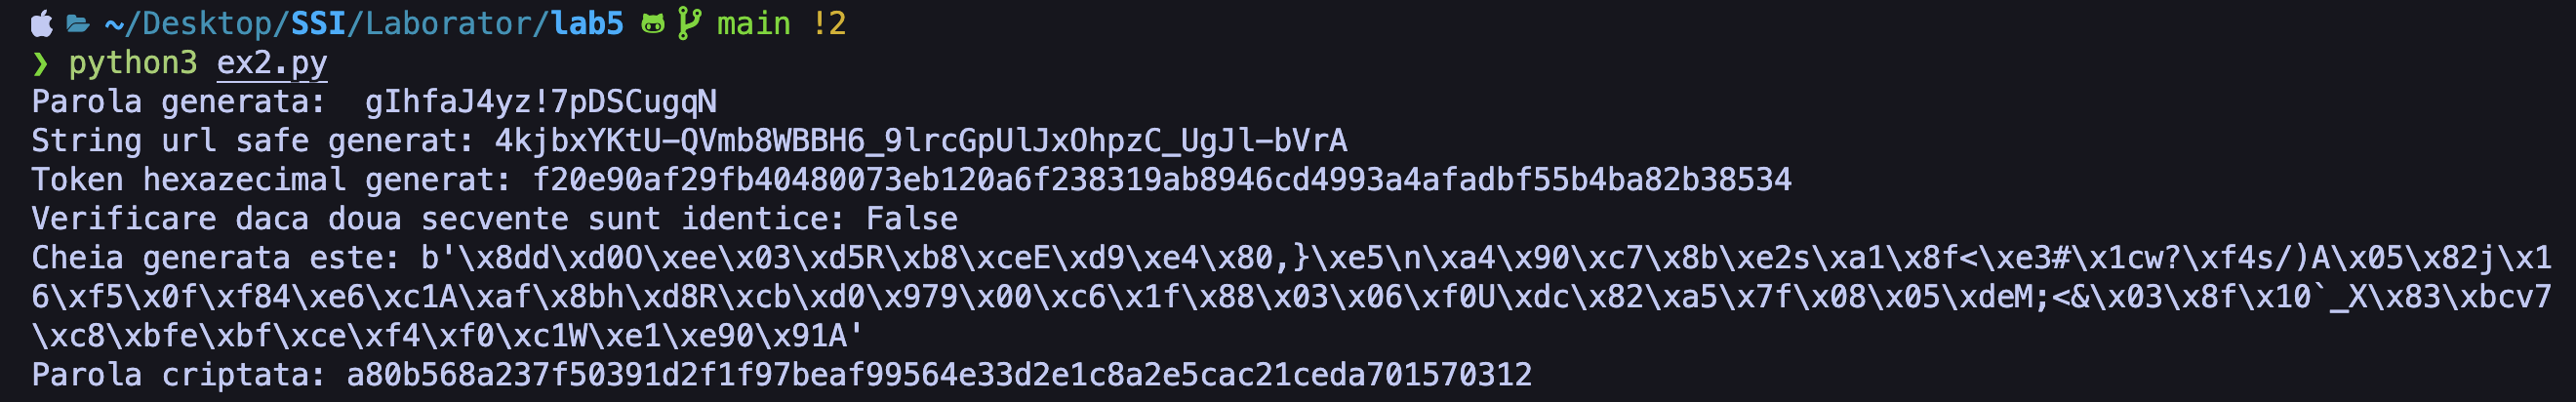 ~/Desktop/SSI/Laborator/lab5 main !2
❯ python3 ex2.py
Parola generata:  gIhfaJ4yz!7pDSCugqN
String url safe generat: 4kjbxYKtU-QVmb8WBBH6_9lrcGpUlJxOhpzC_UgJl-bVrA
Token hexazecimal generat: f20e90af29fb40480073eb120a6f238319ab8946cd4993a4afadbf55b4ba82b38534
Verificare daca doua secvente sunt identice: False
Cheia generata este: b'\x8dd\xd0O\xee\x03\xd5R\xb8\xceE\xd9\xe4\x80,}\xe5\n\xa4\x90\xc7\x8b\xe2s\xa1\x8f<\xe3#\x1cw?\xf4s/)A\x05\x82j\x1
6\xf5\x0f\xf84\xe6\xc1A\xaf\x8bh\xd8R\xcb\xd0\x979\x00\xc6\x1f\x88\x03\x06\xf0U\xdc\x82\xa5\x7f\x08\x05\xdeM;<&\x03\x8f\x10`_X\x83\xbcv7
\xc8\xbfe\xbf\xce\xf4\xf0\xc1W\xe1\xe90\x91A'
Parola criptata: a80b568a237f50391d2f1f97beaf99564e33d2e1c8a2e5cac21ceda701570312